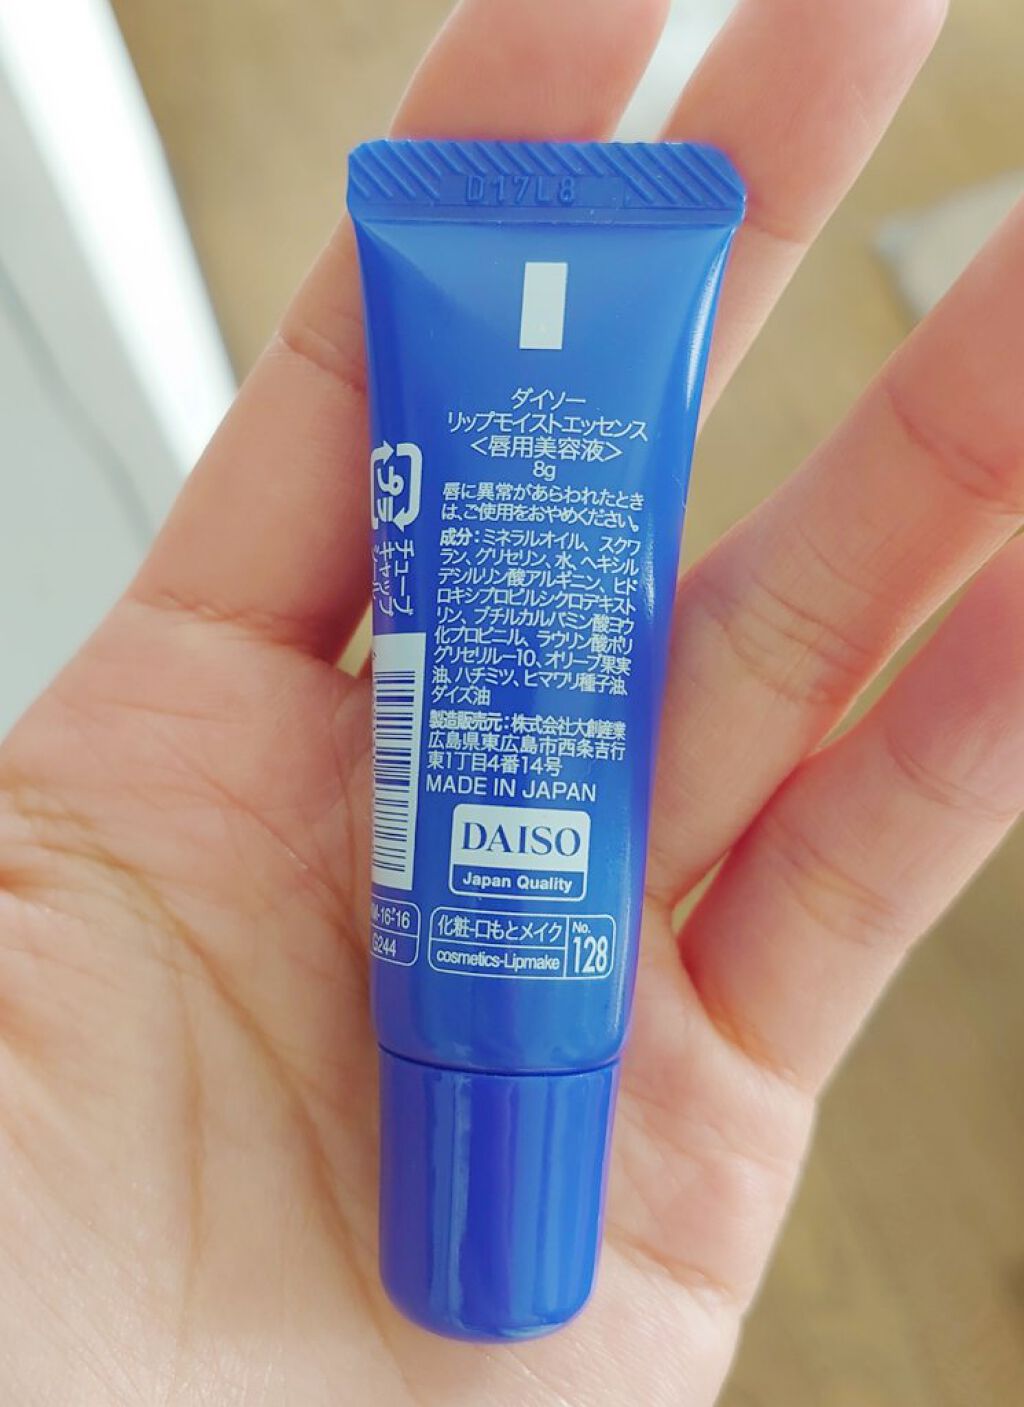 D17L8
ダイソー
リップモイストエッセンス
＜唇用美容液＞
8g
唇に異常があらわれたとき
は、ご使用をおやめください。
成分：ミネラルオイル、スクワ
ラン、グリセリン、水、ヘキシル
デシルリン酸アルギニン、ヒド
ロキシプロピルシクロデキスト
リン、ブチルカルバミン酸ヨウ
化プロピニル、ラウリン酸ポリ
グリセリル－10、オリーブ果実
油、ハチミツ、ヒマワリ種子油、
ダイズ油
製造販売元：株式会社大創産業
広島県東広島市西条吉行
東1丁目4番14号
MADE IN JAPAN
DAISO
Japan Quality
化粧-口もとメイク
cosmetics-Lipmake
No.
128
プラ
チューブ
キャップ
-16-'16
G244